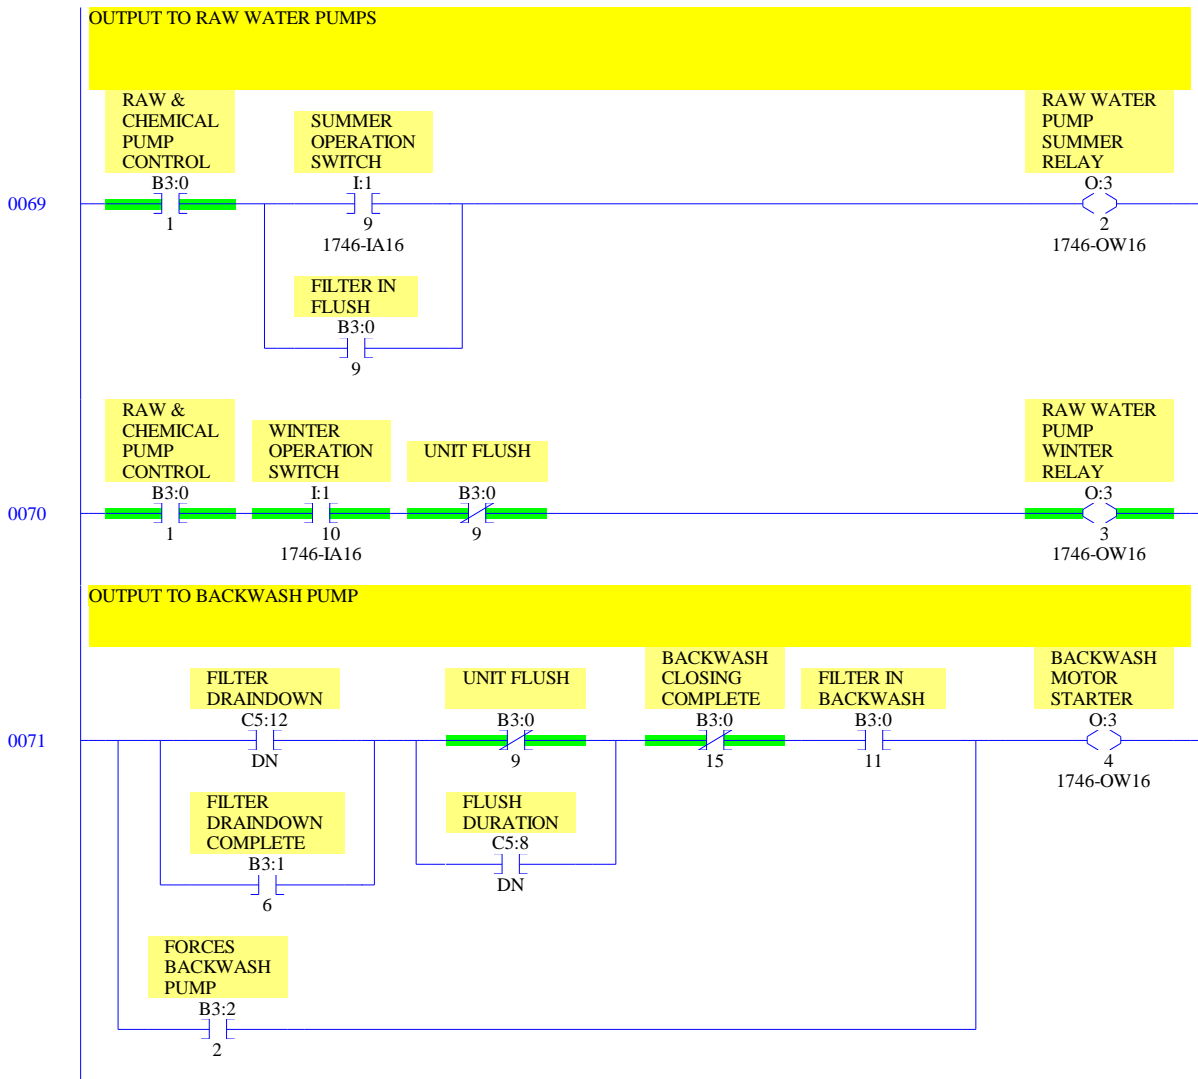 OUTPUT TO RAW WATER PUMPS
RAW &
CHEMICAL
PUMP
CONTROL
B3:0
1
SUMMER
OPERATION
SWITCH
I:1
9
1746-IA16
RAW WATER
PUMP
SUMMER
RELAY
O:3
2
1746-OW16
0069
FILTER IN
FLUSH
B3:0
9
RAW &
CHEMICAL
PUMP
CONTROL
B3:0
1
WINTER
OPERATION
SWITCH
I:1
10
1746-IA16
UNIT FLUSH
B3:0
9
RAW WATER
PUMP
WINTER
RELAY
O:3
3
1746-OW16
0070
OUTPUT TO BACKWASH PUMP
FILTER
DRAINDOWN
C5:12
DN
UNIT FLUSH
B3:0
9
BACKWASH
CLOSING
COMPLETE
B3:0
15
FILTER IN
BACKWASH
B3:0
11
BACKWASH
MOTOR
STARTER
O:3
4
1746-OW16
0071
FILTER
DRAINDOWN
COMPLETE
B3:1
6
FLUSH
DURATION
C5:8
DN
FORCES
BACKWASH
PUMP
B3:2
2